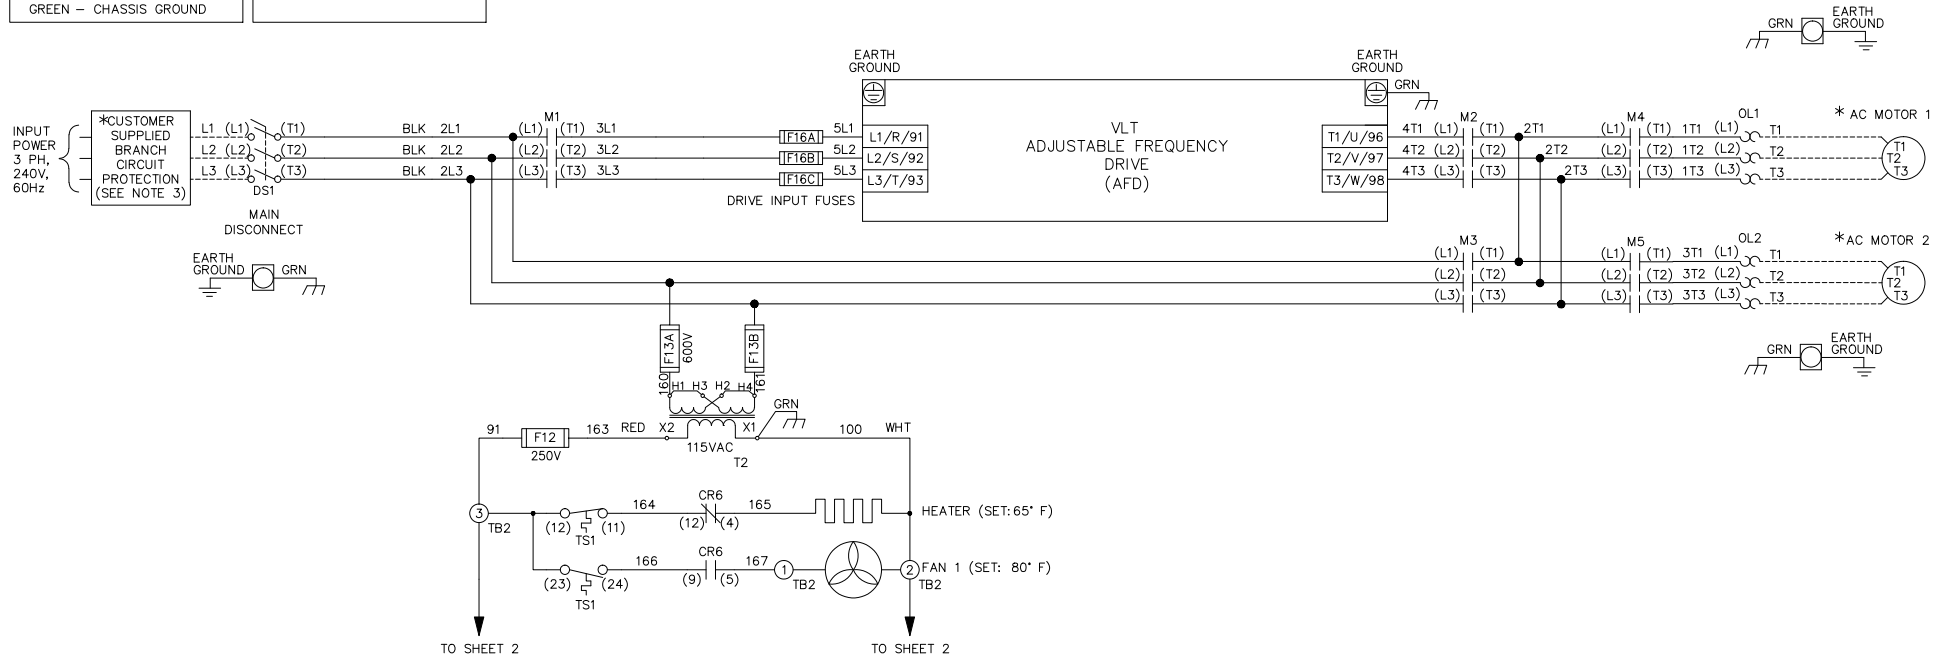 GREEN – CHASSIS GROUND
GRN
EARTH
GROUND
EARTH
GROUND
EARTH
GROUND
GRN
INPUT
POWER
3 PH,
240V,
60Hz
*CUSTOMER
SUPPLIED
BRANCH
CIRCUIT
PROTECTION
(SEE NOTE 3)
L1 (L1) (T1) BLK 2L1 (L1) M1 (T1) 3L1 F16A 5L1 L1/R/91
L2 (L2) (T2) BLK 2L2 (L2) (T2) 3L2 F16B 5L2 L2/S/92
L3 (L3) (T3) BLK 2L3 (L3) (T3) 3L3 F16C 5L3 L3/T/93
DS1
MAIN
DISCONNECT
DRIVE INPUT FUSES
VLT
ADJUSTABLE FREQUENCY
DRIVE
(AFD)
M2 M4 OL1 * AC MOTOR 1
T1/U/96 4T1 (L1) (T1) 2T1 (L1) (T1) 1T1 (L1) T1 T1
T2/V/97 4T2 (L2) (T2) 2T2 (L2) (T2) 1T2 (L2) T2 T2
T3/W/98 4T3 (L3) (T3) 2T3 (L3) (T3) 1T3 (L3) T3 T3
EARTH
GROUND
GRN
M3 M5 OL2 *AC MOTOR 2
(L1) (T1) (L1) (T1) 3T1 (L1) T1 T1
(L2) (T2) (L2) (T2) 3T2 (L2) T2 T2
(L3) (T3) (L3) (T3) 3T3 (L3) T3 T3
GRN
EARTH
GROUND
F13A
600V
F13B
160
161
H1 H3 H2 H4
GRN
91 F12 163 RED X2 X1 100 WHT
250V
115VAC
T2
3
TB2
164 CR6 165
(12) (11) (12) (4)
TS1
HEATER (SET:65° F)
166 CR6 167
(23) (24) (9) (5)
TS1
1
TB2
2
TB2
FAN 1 (SET: 80° F)
TO SHEET 2
TO SHEET 2